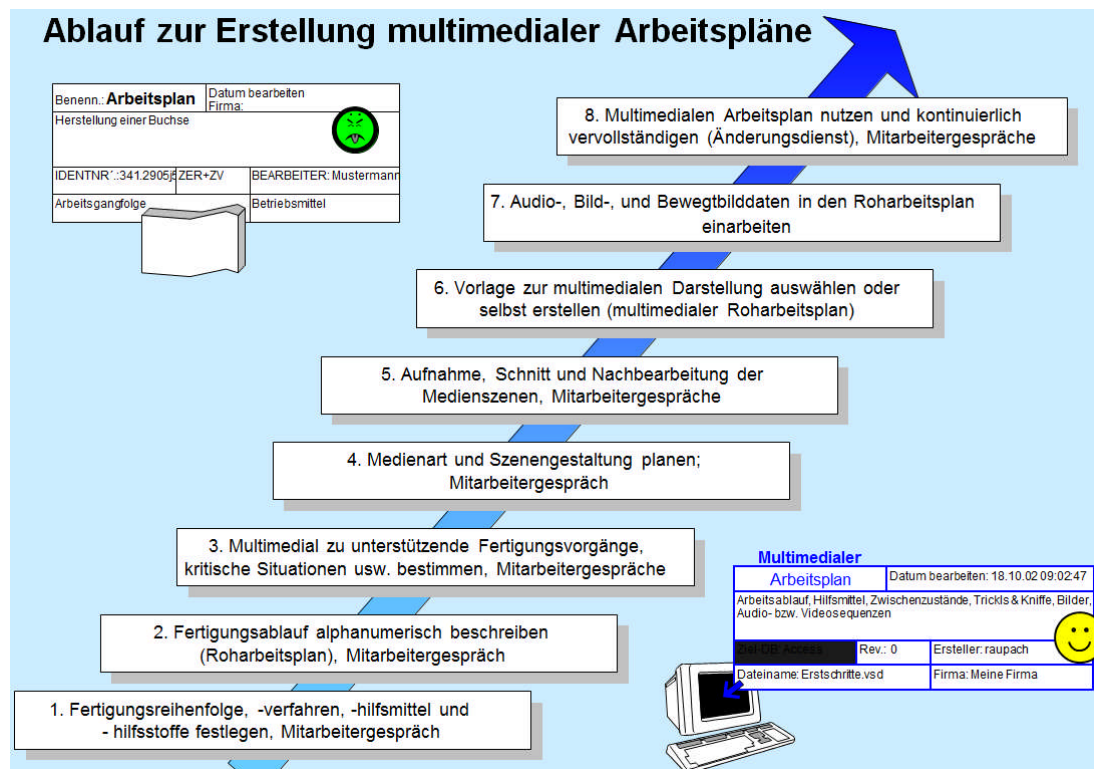 Ablauf zur Erstellung multimedialer Arbeitspläne
Benenn.: Arbeitsplan
Datum bearbeiten
Firma:
Herstellung einer Buchse
IDENTNR´.:341.2905j5
ZER+ZV
BEARBEITER: Mustermann
Arbeitsgangfolge
Betriebsmittel
8. Multimedialen Arbeitsplan nutzen und kontinuierlich
vervollständigen (Änderungsdienst), Mitarbeitergespräche
7. Audio-, Bild-, und Bewegtbilddaten in den Roharbeitsplan
einarbeiten
6. Vorlage zur multimedialen Darstellung auswählen oder
selbst erstellen (multimedialer Roharbeitsplan)
5. Aufnahme, Schnitt und Nachbearbeitung der
Medienszenen, Mitarbeitergespräche
4. Medienart und Szenengestaltung planen;
Mitarbeitergespräch
3. Multimedial zu unterstützende Fertigungsvorgänge,
kritische Situationen usw. bestimmen, Mitarbeitergespräche
2. Fertigungsablauf alphanumerisch beschreiben
(Roharbeitsplan), Mitarbeitergespräch
1. Fertigungsreihenfolge, -verfahren, -hilfsmittel und
- hilfsstoffe festlegen, Mitarbeitergespräch
Multimedialer
Arbeitsplan
Datum bearbeiten: 18.10.02 09:02:47
Arbeitsablauf, Hilfsmittel, Zwischenzustände, Trickls & Kniffe, Bilder,
Audio- bzw. Videosequenzen
Ziel-DB: Access
Rev.: 0
Ersteller: raupach
Dateiname: Erstschritte.vsd
Firma: Meine Firma